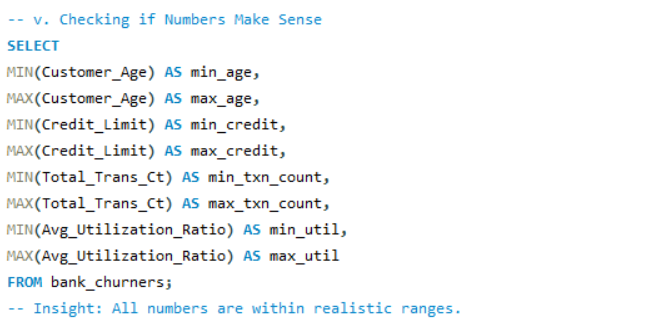 -- v. Checking if Numbers Make Sense
SELECT
MIN(Customer_Age) AS min_age,
MAX(Customer_Age) AS max_age,
MIN(Credit_Limit) AS min_credit,
MAX(Credit_Limit) AS max_credit,
MIN(Total_Trans_Ct) AS min_txn_count,
MAX(Total_Trans_Ct) AS max_txn_count,
MIN(Avg_Utilization_Ratio) AS min_util,
MAX(Avg_Utilization_Ratio) AS max_util
FROM bank_churners;
-- Insight: All numbers are within realistic ranges.